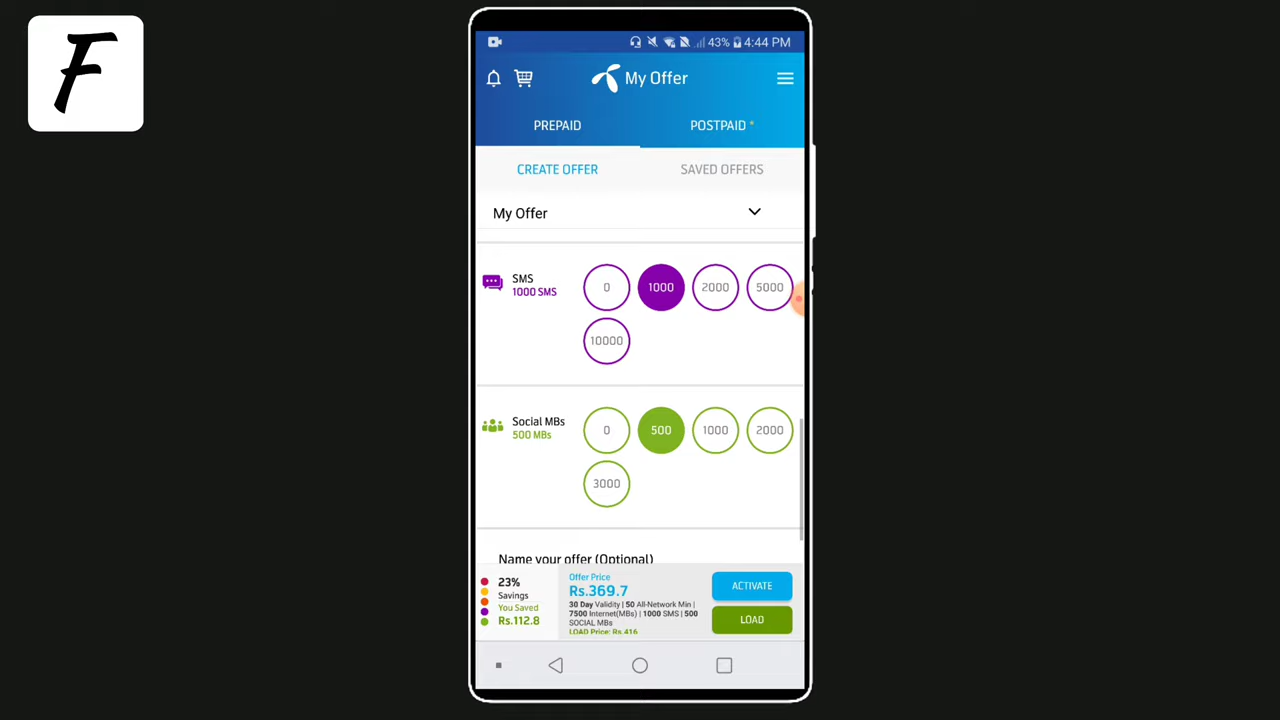 F
43% 4:44 PM
My Offer
PREPAID
POSTPAID *
CREATE OFFER
SAVED OFFERS
My Offer
SMS
1000 SMS
0
1000
2000
5000
10000
Social MBs
500 MBs
0
500
1000
2000
3000
Name your offer (Optional)
23%
Savings
You Saved
Rs.112.8
Offer Price
Rs.369.7
30 Day Validity | 50 All-Network Min |
7500 Internet(MBs) | 1000 SMS | 500
SOCIAL MBs
LOAD Price: Rs.416
ACTIVATE
LOAD